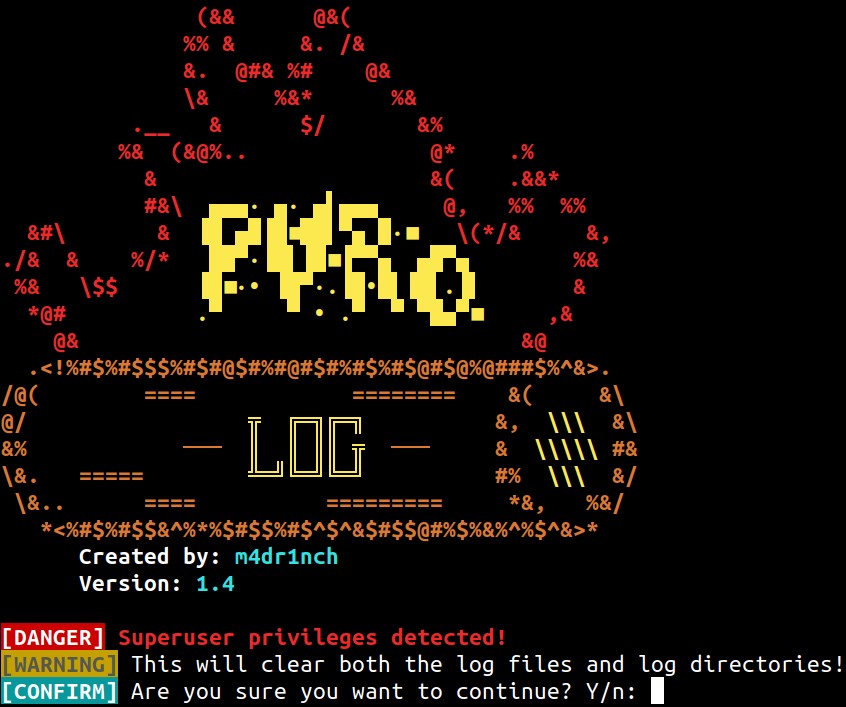 PYRO
LOG
Created by: m4dr1nch
Version: 1.4
[DANGER] Superuser privileges detected!
[WARNING] This will clear both the log files and log directories!
[CONFIRM] Are you sure you want to continue? Y/n: